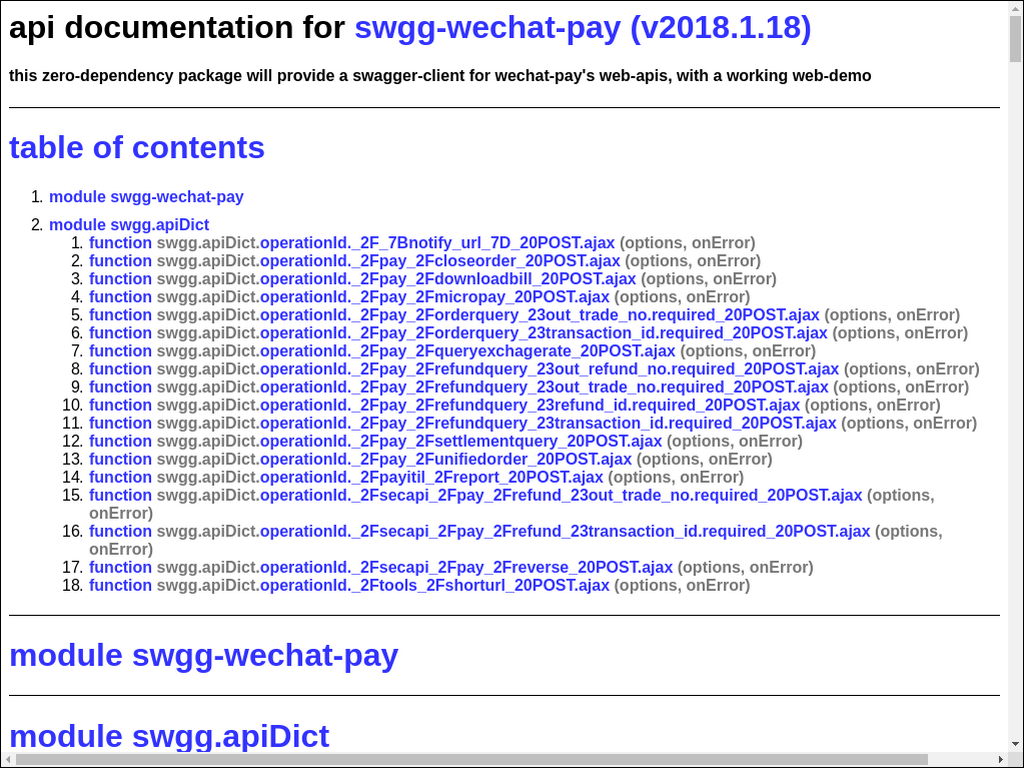 api documentation for swgg-wechat-pay (v2018.1.18)
this zero-dependency package will provide a swagger-client for wechat-pay's web-apis, with a working web-demo
table of contents
1. module swgg-wechat-pay
2. module swgg.apiDict
1. function swgg.apiDict.operationId._2F_7Bnotify_url_7D_20POST.ajax (options, onError)
2. function swgg.apiDict.operationId._2Fpay_2Fcloseorder_20POST.ajax (options, onError)
3. function swgg.apiDict.operationId._2Fpay_2Fdownloadbill_20POST.ajax (options, onError)
4. function swgg.apiDict.operationId._2Fpay_2Fmicropay_20POST.ajax (options, onError)
5. function swgg.apiDict.operationId._2Fpay_2Forderquery_23out_trade_no.required_20POST.ajax (options, onError)
6. function swgg.apiDict.operationId._2Fpay_2Forderquery_23transaction_id.required_20POST.ajax (options, onError)
7. function swgg.apiDict.operationId._2Fpay_2Fqueryexchagerate_20POST.ajax (options, onError)
8. function swgg.apiDict.operationId._2Fpay_2Frefundquery_23out_refund_no.required_20POST.ajax (options, onError)
9. function swgg.apiDict.operationId._2Fpay_2Frefundquery_23out_trade_no.required_20POST.ajax (options, onError)
10. function swgg.apiDict.operationId._2Fpay_2Frefundquery_23refund_id.required_20POST.ajax (options, onError)
11. function swgg.apiDict.operationId._2Fpay_2Frefundquery_23transaction_id.required_20POST.ajax (options, onError)
12. function swgg.apiDict.operationId._2Fpay_2Fsettlementquery_20POST.ajax (options, onError)
13. function swgg.apiDict.operationId._2Fpay_2Funifiedorder_20POST.ajax (options, onError)
14. function swgg.apiDict.operationId._2Fpayitil_2Freport_20POST.ajax (options, onError)
15. function swgg.apiDict.operationId._2Fsecapi_2Fpay_2Frefund_23out_trade_no.required_20POST.ajax (options,
onError)
16. function swgg.apiDict.operationId._2Fsecapi_2Fpay_2Frefund_23transaction_id.required_20POST.ajax (options,
onError)
17. function swgg.apiDict.operationId._2Fsecapi_2Fpay_2Freverse_20POST.ajax (options, onError)
18. function swgg.apiDict.operationId._2Ftools_2Fshorturl_20POST.ajax (options, onError)
module swgg-wechat-pay
module swgg.apiDict